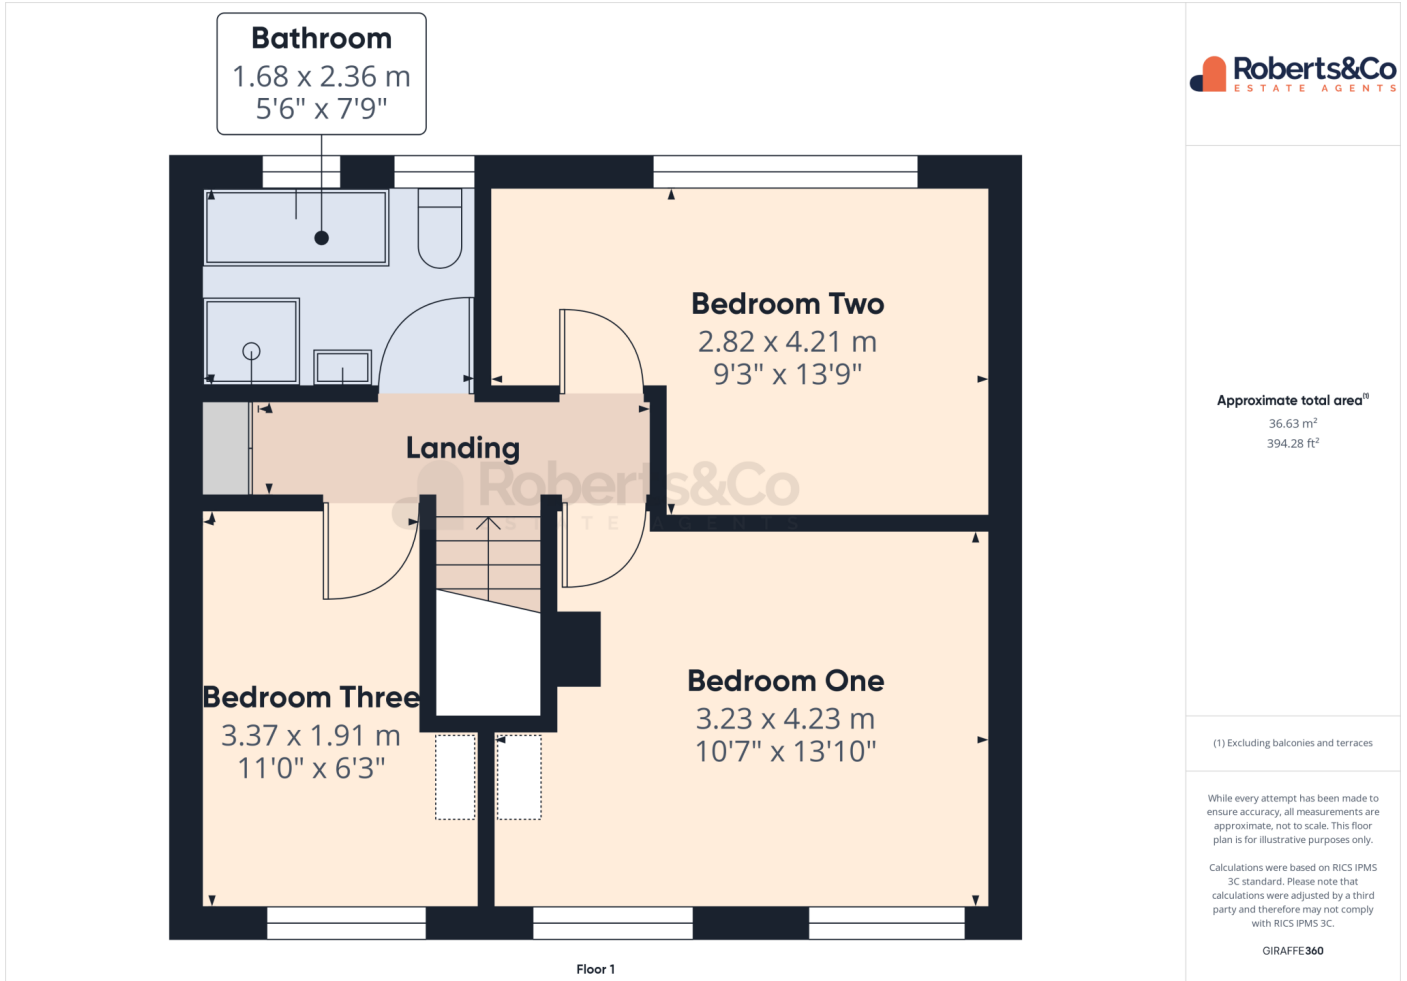 Bathroom
1.68 x 2.36 m
5'6" x 7'9"
Bedroom Two
2.82 x 4.21 m
9'3" x 13'9"
Landing
Roberts&Co
ESTATE AGENTS
Bedroom Three
3.37 x 1.91 m
11'0" x 6'3"
Bedroom One
3.23 x 4.23 m
10'7" x 13'10"
Floor 1
Roberts&Co
ESTATE AGENTS
Approximate total area(1)
36.63 m²
394.28 ft²
(1) Excluding balconies and terraces
While every attempt has been made to
ensure accuracy, all measurements are
approximate, not to scale. This floor
plan is for illustrative purposes only.
Calculations were based on RICS IPMS
3C standard. Please note that
calculations were adjusted by a third
party and therefore may not comply
with RICS IPMS 3C.
GIRAFFE360